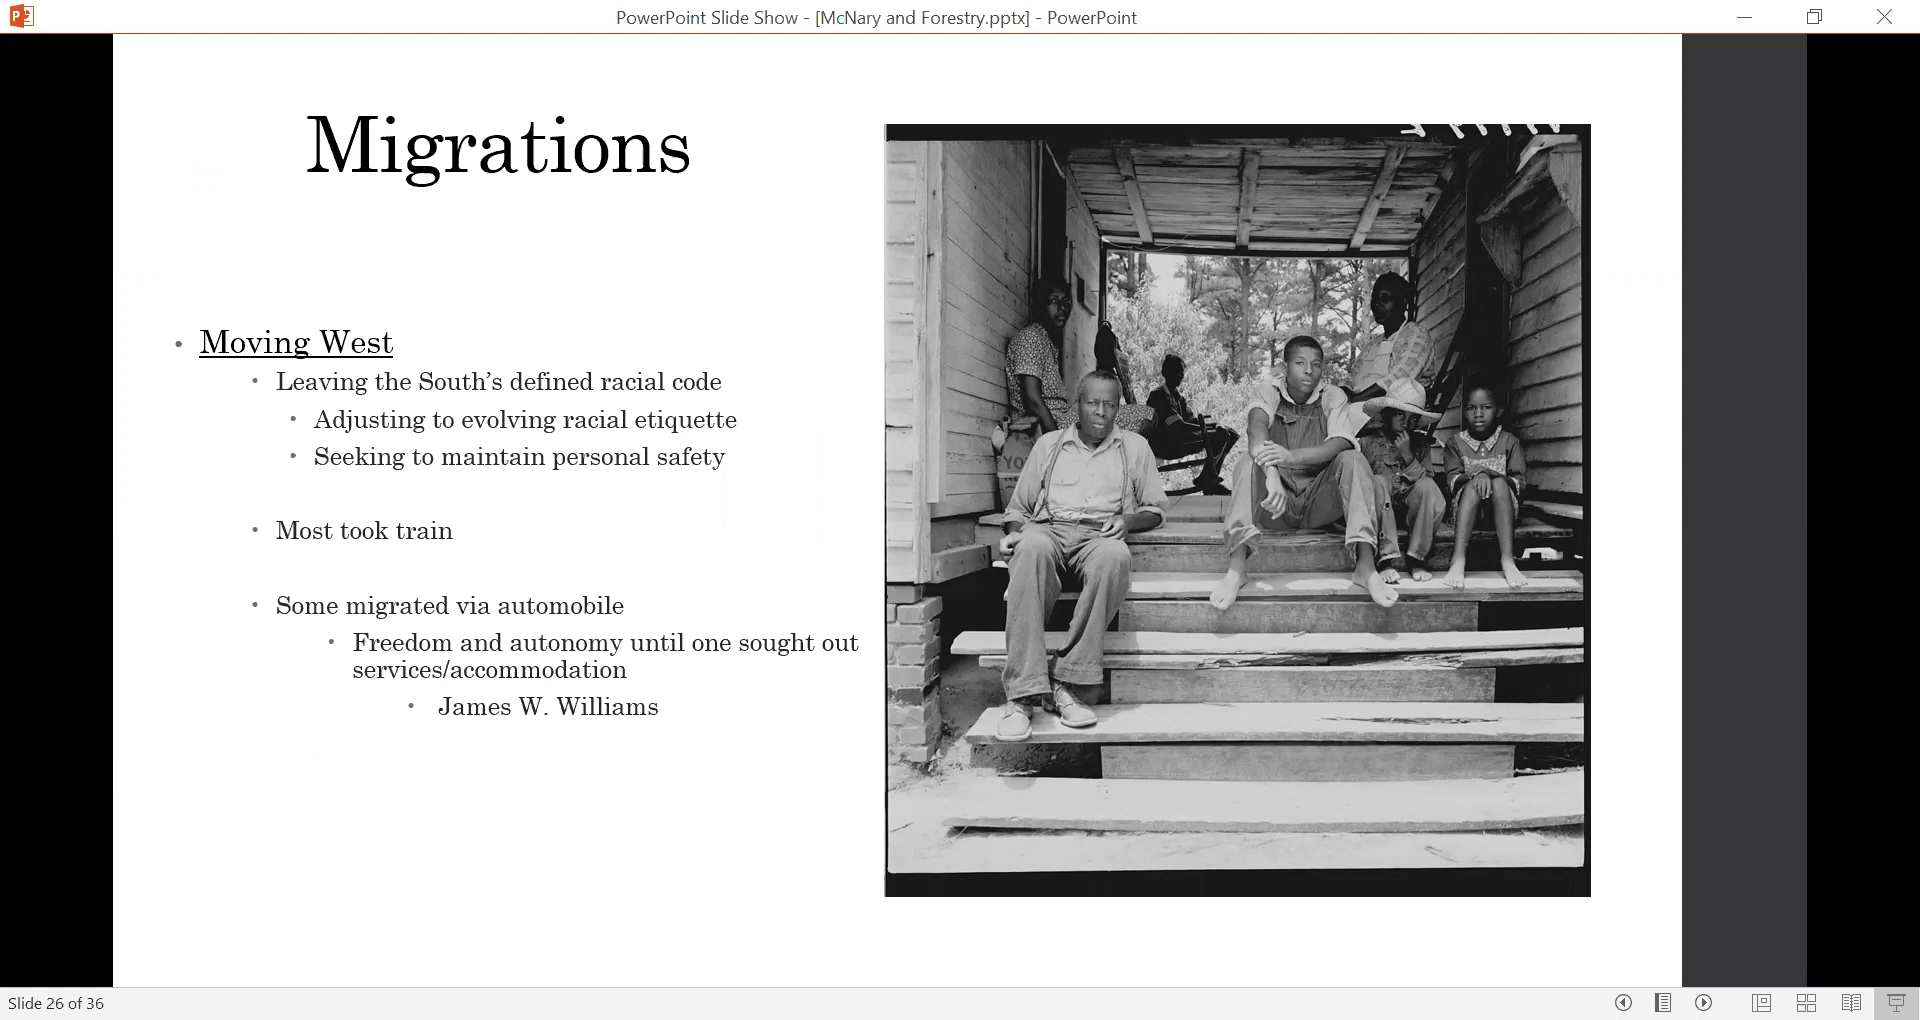 PowerPoint Slide Show - [McNary and Forestry.pptx] - PowerPoint
Migrations
• Moving West
• Leaving the South’s defined racial code
• Adjusting to evolving racial etiquette
• Seeking to maintain personal safety
• Most took train
• Some migrated via automobile
• Freedom and autonomy until one sought out
services/accommodation
• James W. Williams
Slide 26 of 36